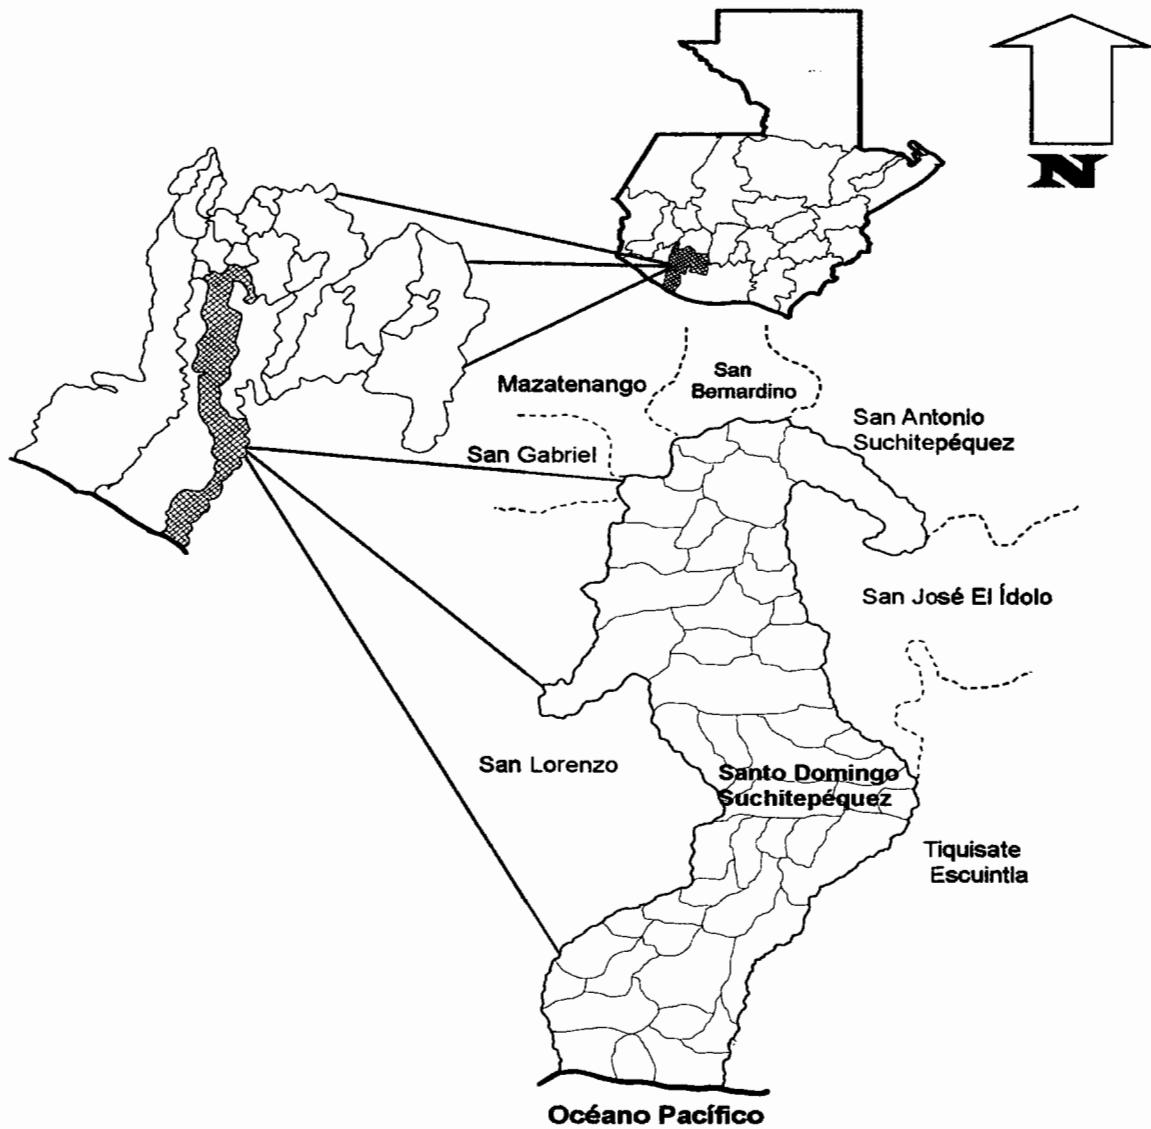 N
Mazatenango
San
Bernardino
San Antonio
Suchitepéquez
San Gabriel
San José El Ídolo
San Lorenzo
Santo Domingo
Suchitepéquez
Tiquisate
Escuintla
Océano Pacífico